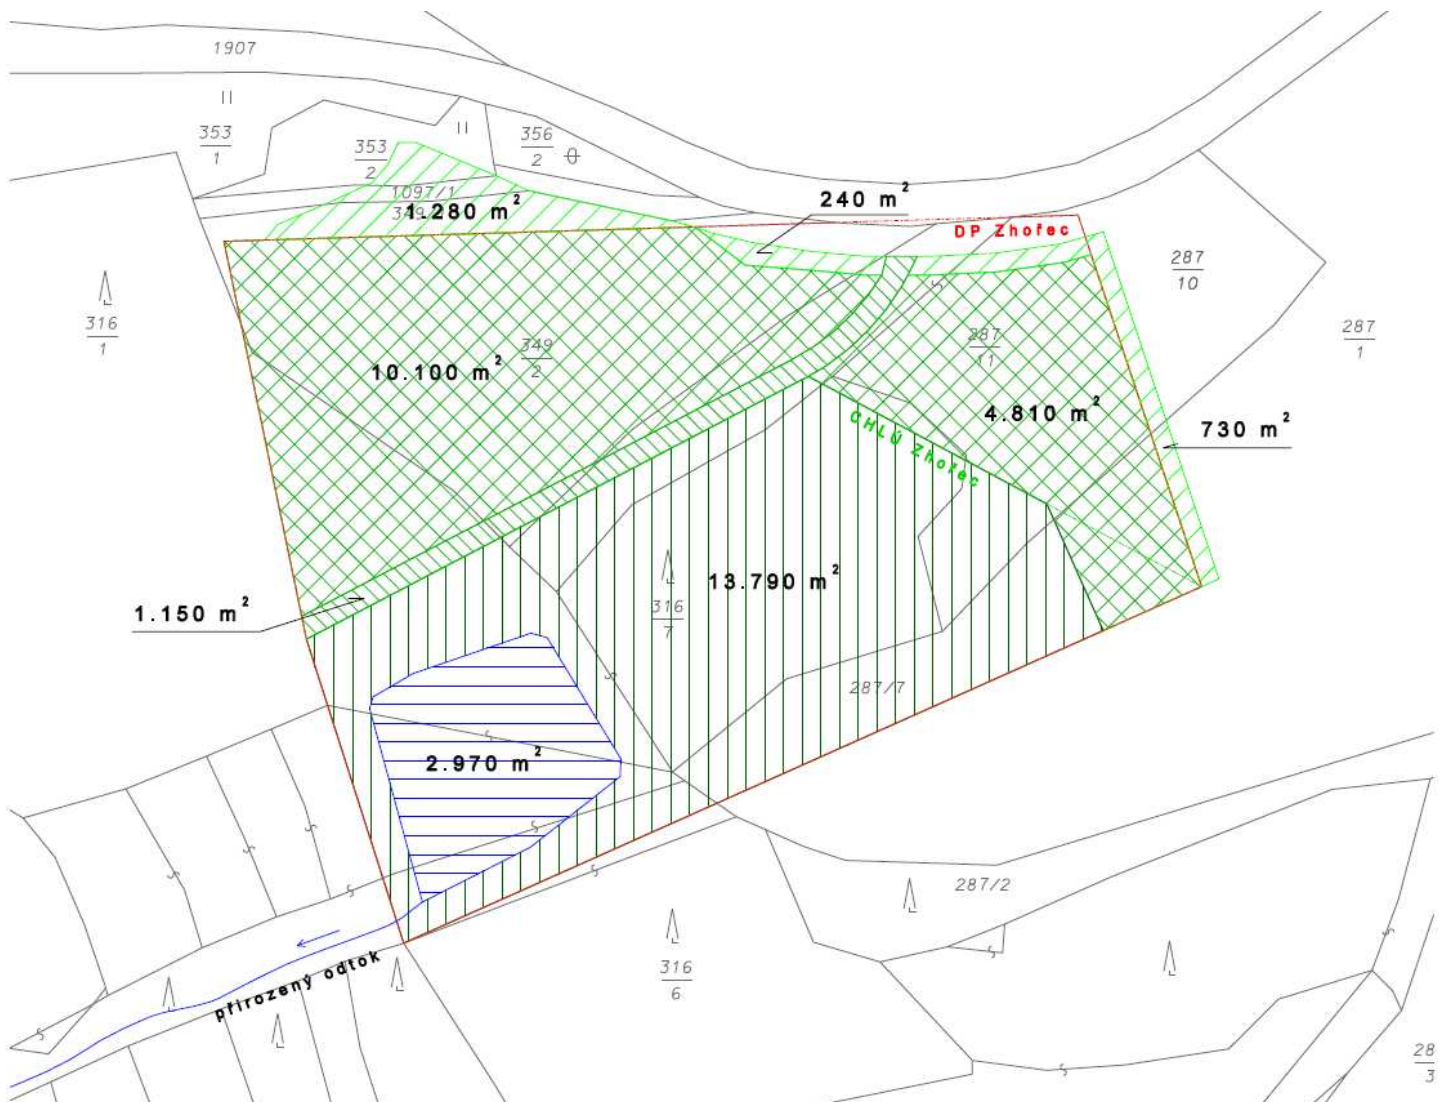 1907
353
1
353
2
356
2
1097/1
1.280 m²
240 m²
DP Zhořec
287
10
287
1
316
1
349
2
10.100 m²
287
11
4.810 m²
CHLÚ Zhořec
730 m²
13.790 m²
316
7
1.150 m²
287/7
2.970 m²
287/2
přirozený odtok
316
6
28
3